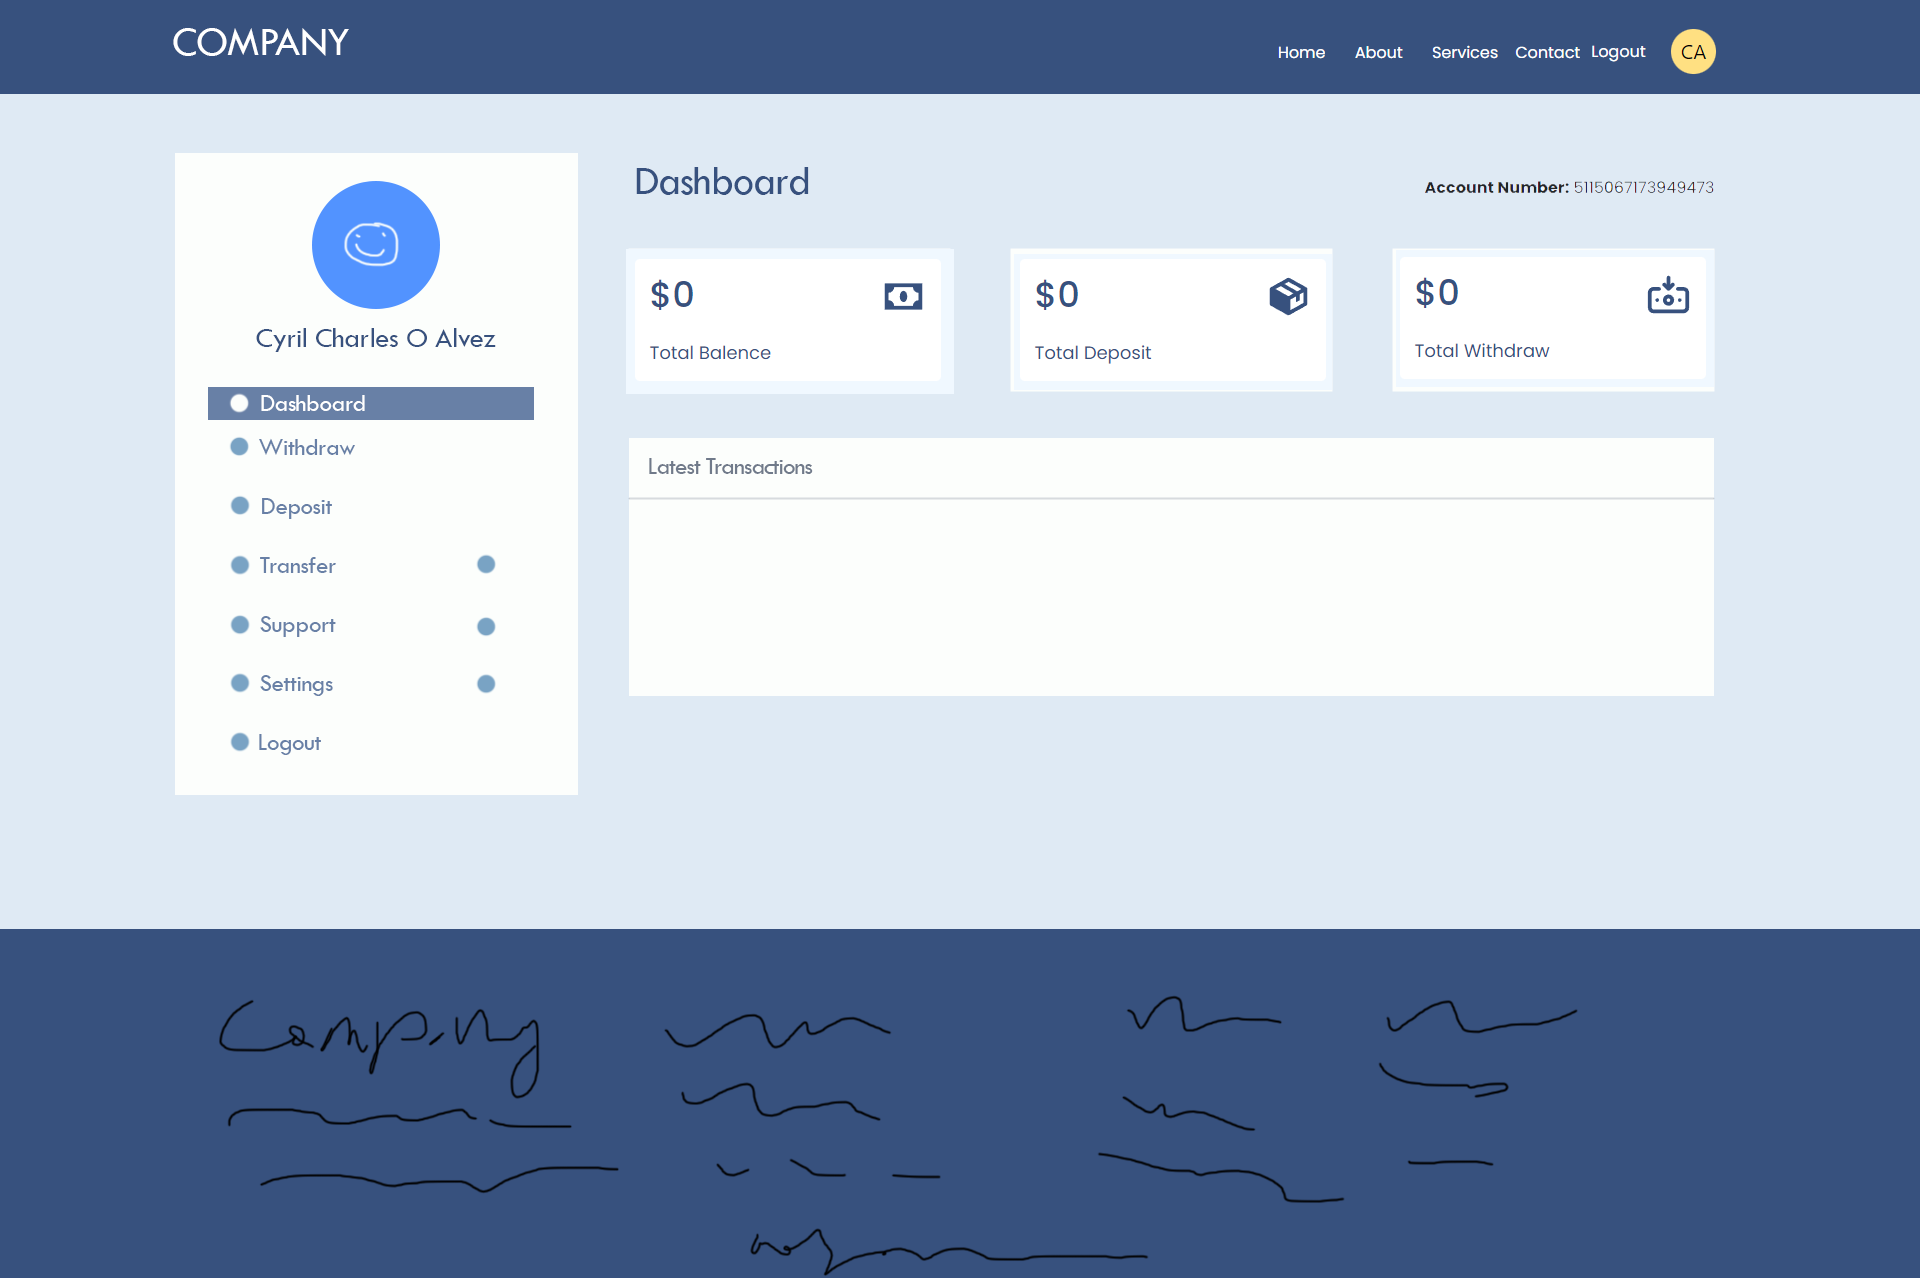 COMPANY
Home About Services Contact Logout CA
Dashboard
Account Number: 5115067173949473
Cyril Charles O Alvez
Dashboard
Withdraw
Deposit
Transfer
Support
Settings
Logout
$0
Total Balence
$0
Total Deposit
$0
Total Withdraw
Latest Transactions
Company